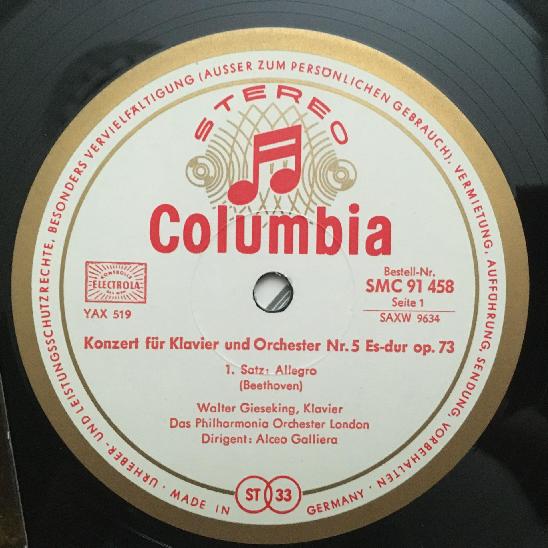 URHEBER- UND LEISTUNGSSCHUTZRECHTE, BESONDERS VERVIELFÄLTIGUNG (AUSSER ZUM PERSÖNLICHEN GEBRAUCH), VERMIETUNG, AUFFÜHRUNG, SENDUNG, VORBEHALTEN · MADE IN GERMANY ·
STEREO
Columbia
ELECTROLA
YAX 519
Bestell-Nr.
SMC 91 458
Seite 1
SAXW 9634
Konzert für Klavier und Orchester Nr. 5 Es-dur op. 73
1. Satz: Allegro
(Beethoven)
Walter Gieseking, Klavier
Das Philharmonia Orchester London
Dirigent: Alceo Galliera
ST 33